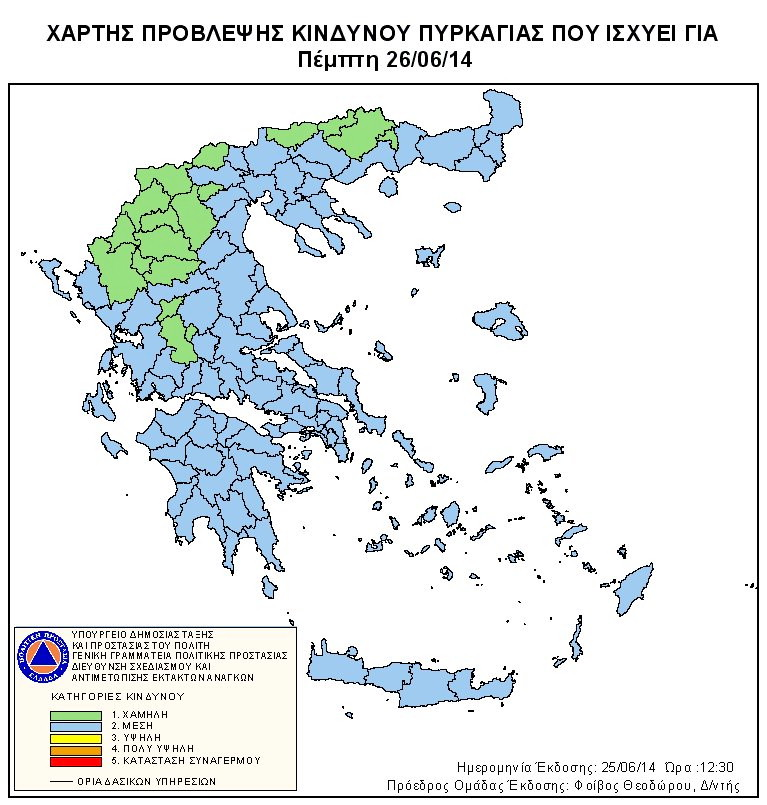 ΧΑΡΤΗΣ ΠΡΟΒΛΕΨΗΣ ΚΙΝΔΥΝΟΥ ΠΥΡΚΑΓΙΑΣ ΠΟΥ ΙΣΧΥΕΙ ΓΙΑ
Πέμπτη 26/06/14
ΠΟΛΙΤΙΚΗ ΠΡΟΣΤΑΣΙΑ
ΕΛΛΑΔΑ
ΥΠΟΥΡΓΕΙΟ ΔΗΜΟΣΙΑΣ ΤΑΞΗΣ
ΚΑΙ ΠΡΟΣΤΑΣΙΑΣ ΤΟΥ ΠΟΛΙΤΗ
ΓΕΝΙΚΗ ΓΡΑΜΜΑΤΕΙΑ ΠΟΛΙΤΙΚΗΣ ΠΡΟΣΤΑΣΙΑΣ
ΔΙΕΥΘΥΝΣΗ ΣΧΕΔΙΑΣΜΟΥ ΚΑΙ
ΑΝΤΙΜΕΤΩΠΙΣΗΣ ΕΚΤΑΚΤΩΝ ΑΝΑΓΚΩΝ
ΚΑΤΗΓΟΡΙΕΣ ΚΙΝΔΥΝΟΥ
1. ΧΑΜΗΛΗ
2. ΜΕΣΗ
3. ΥΨΗΛΗ
4. ΠΟΛΥ ΥΨΗΛΗ
5. ΚΑΤΑΣΤΑΣΗ ΣΥΝΑΓΕΡΜΟΥ
ΟΡΙΑ ΔΑΣΙΚΩΝ ΥΠΗΡΕΣΙΩΝ
Ημερομηνία Έκδοσης: 25/06/14 Ώρα :12:30
Πρόεδρος Ομάδας Έκδοσης: Φοίβος Θεοδώρου, Δ/ντής